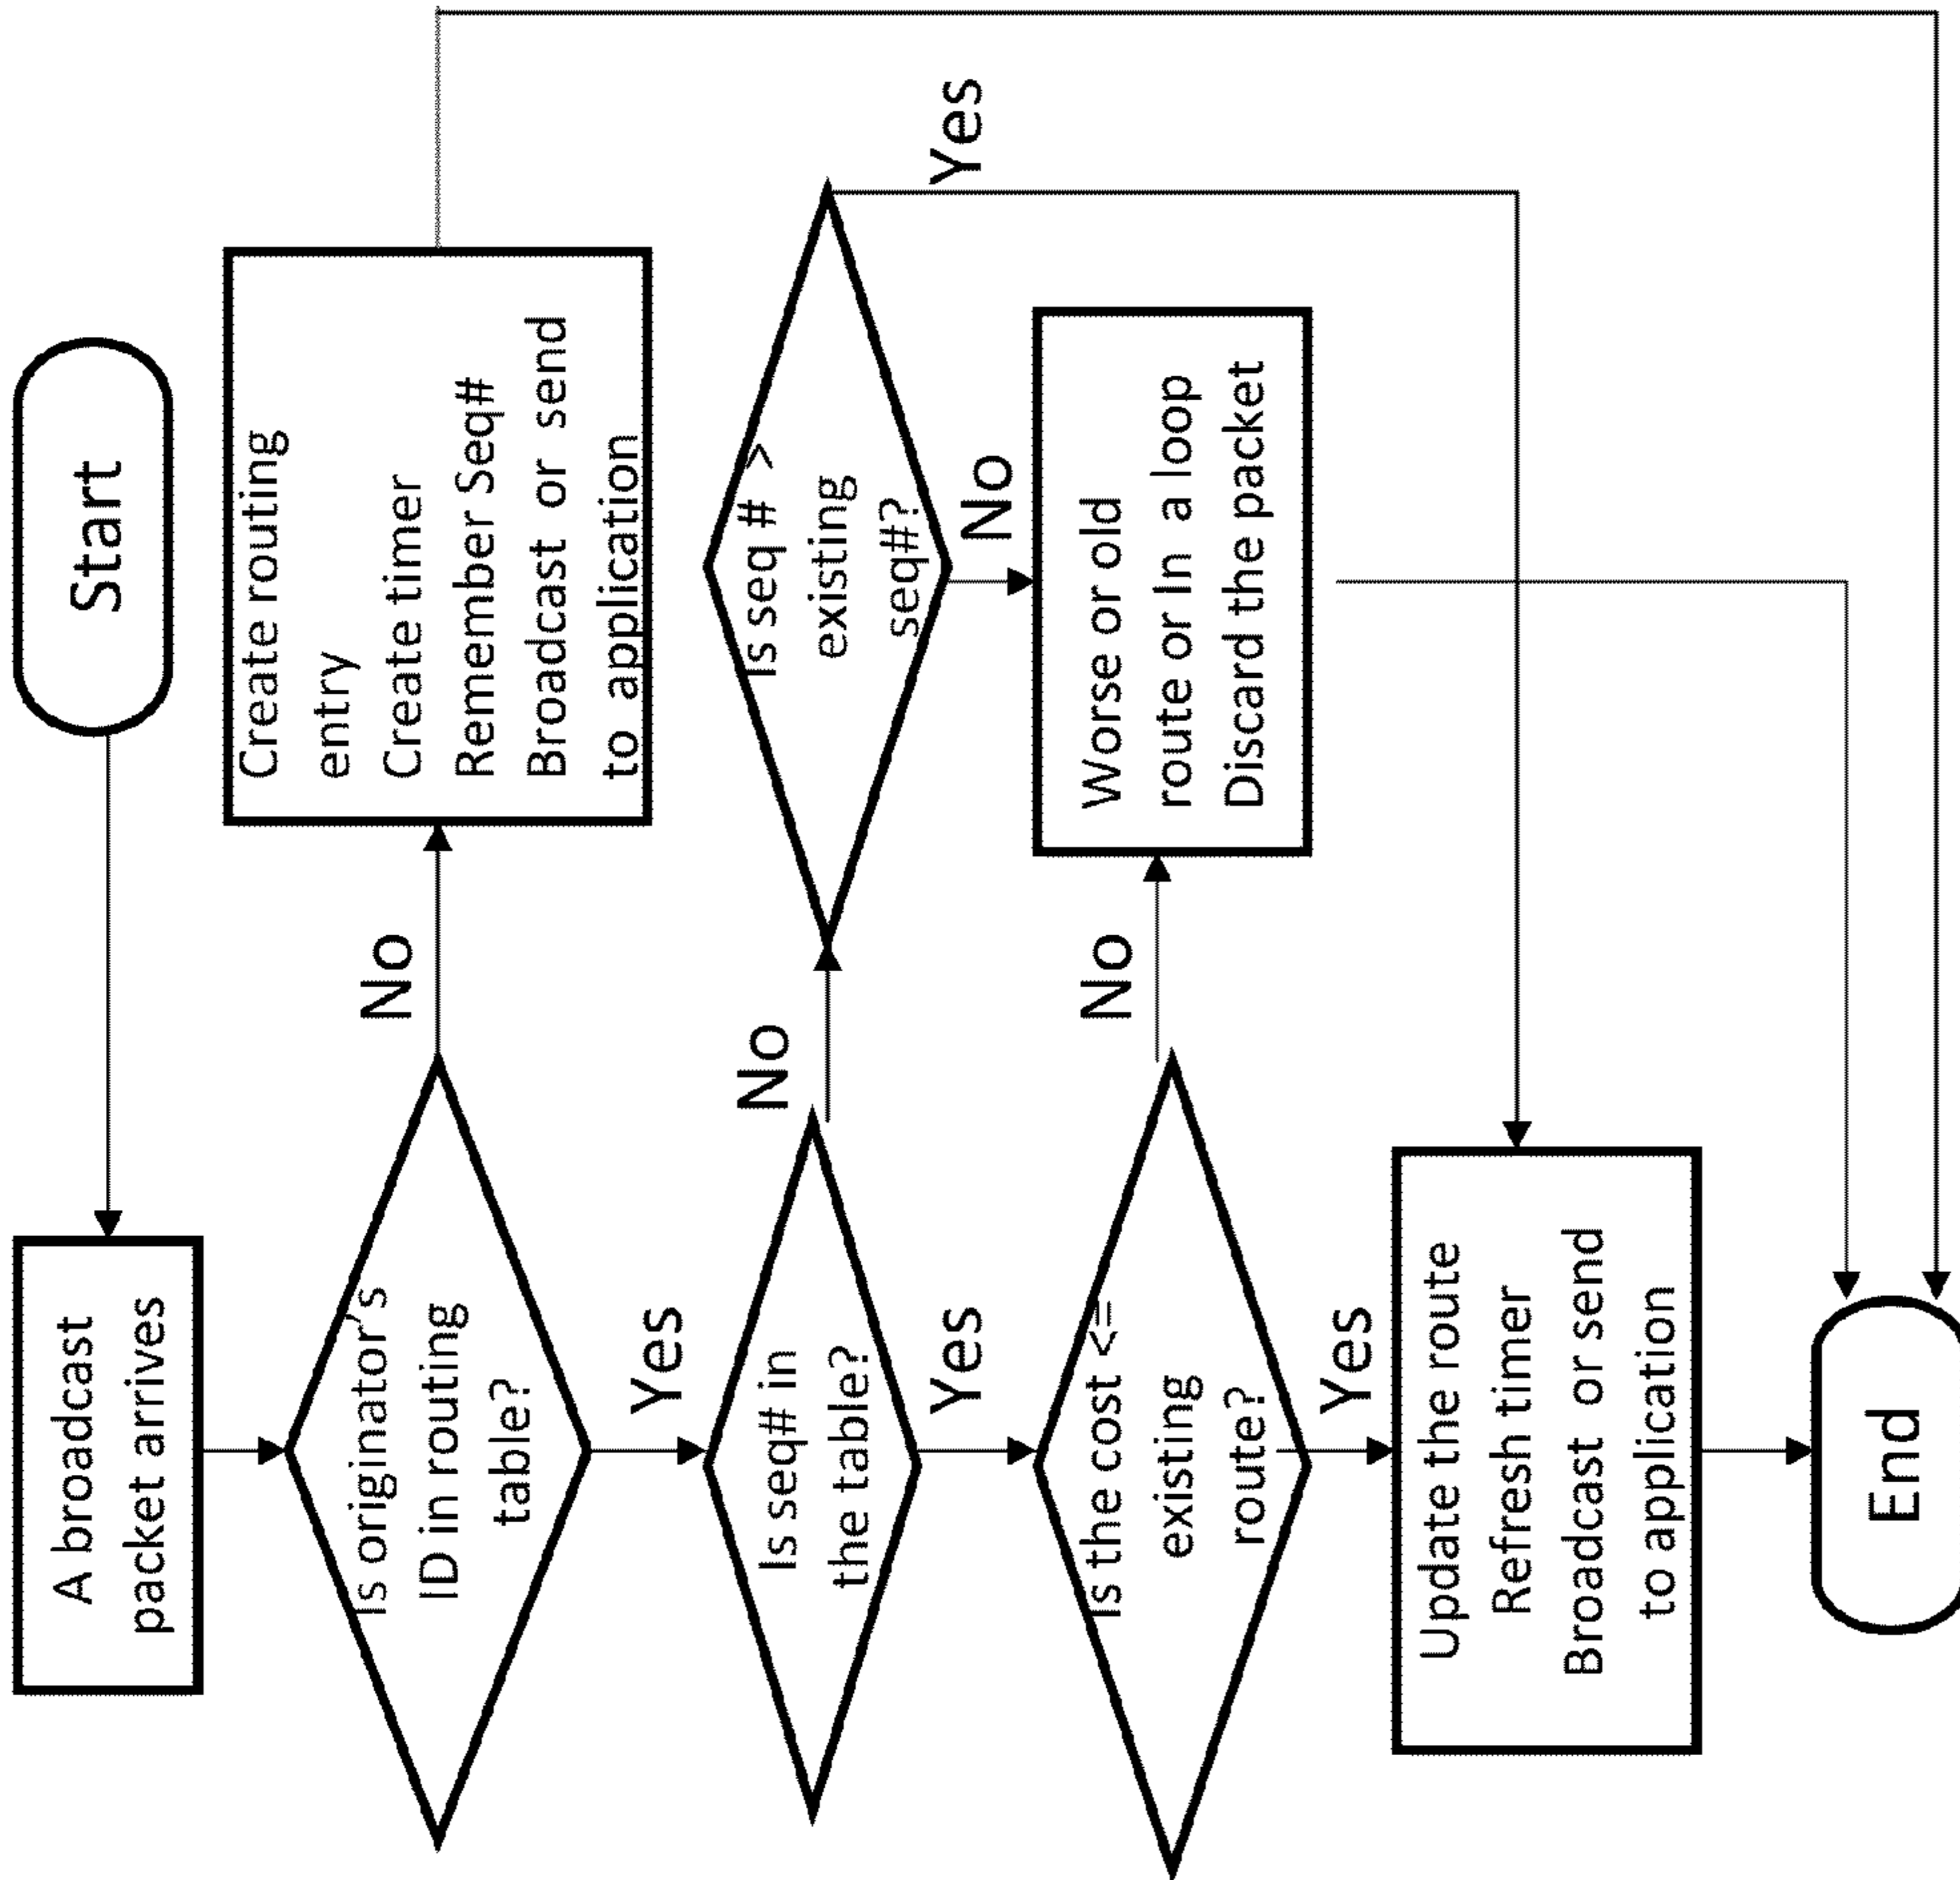 Start
A broadcast
packet arrives
Is originator's
ID in routing
table?
No
Create routing
entry
Create timer
Remember Seq#
Broadcast or send
to application
Yes
Is seq# in
the table?
No
Is seq # >
existing
seq#?
Yes
No
Yes
Is the cost <=
existing
route?
No
Worse or old
route or In a loop
Discard the packet
Yes
Update the route
Refresh timer
Broadcast or send
to application
End